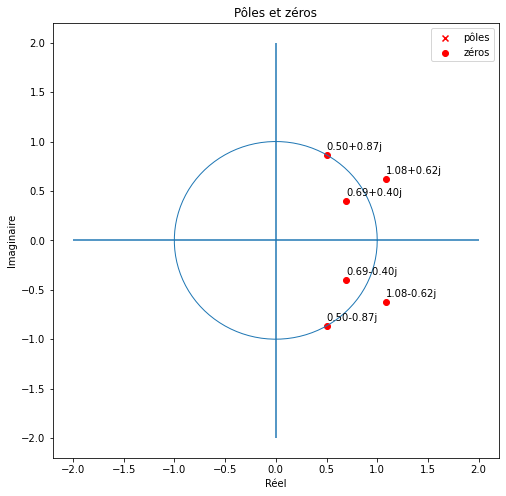 Pôles et zéros
pôles
zéros
2.0
1.5
1.0
0.5
0.0
−0.5
−1.0
−1.5
−2.0
Imaginaire
0.50+0.87j
1.08+0.62j
0.69+0.40j
0.69-0.40j
1.08-0.62j
0.50-0.87j
−2.0
−1.5
−1.0
−0.5
0.0
0.5
1.0
1.5
2.0
Réel